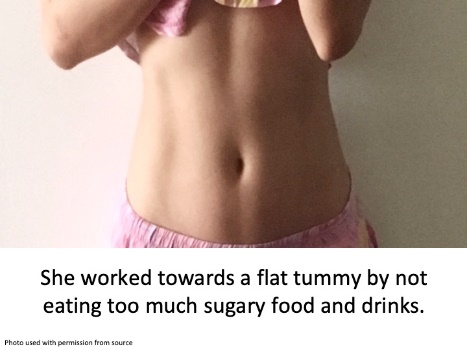 She worked towards a flat tummy by not
eating too much sugary food and drinks.
Photo used with permission from source